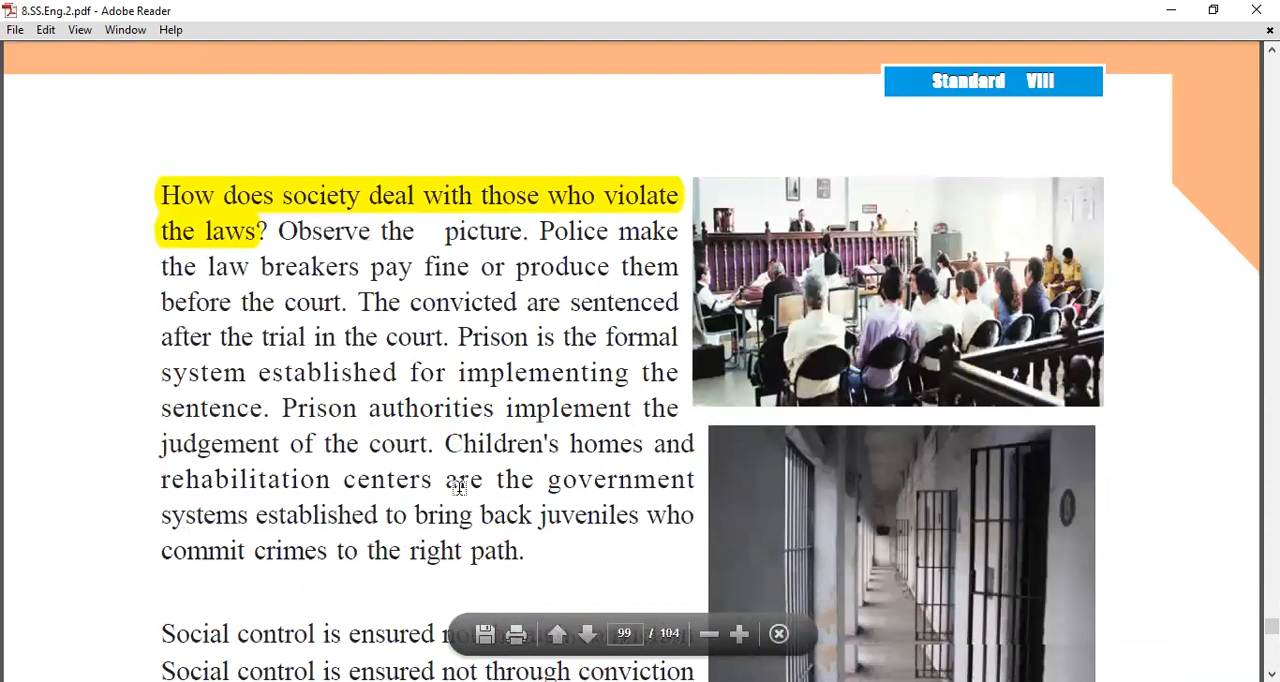 8.SS.Eng.2.pdf - Adobe Reader
File Edit View Window Help
Standard VIII
How does society deal with those who violate
the laws? Observe the picture. Police make
the law breakers pay fine or produce them
before the court. The convicted are sentenced
after the trial in the court. Prison is the formal
system established for implementing the
sentence. Prison authorities implement the
judgement of the court. Children's homes and
rehabilitation centers are the government
systems established to bring back juveniles who
commit crimes to the right path.
Social control is ensured
99 / 104
Social control is ensured not through conviction